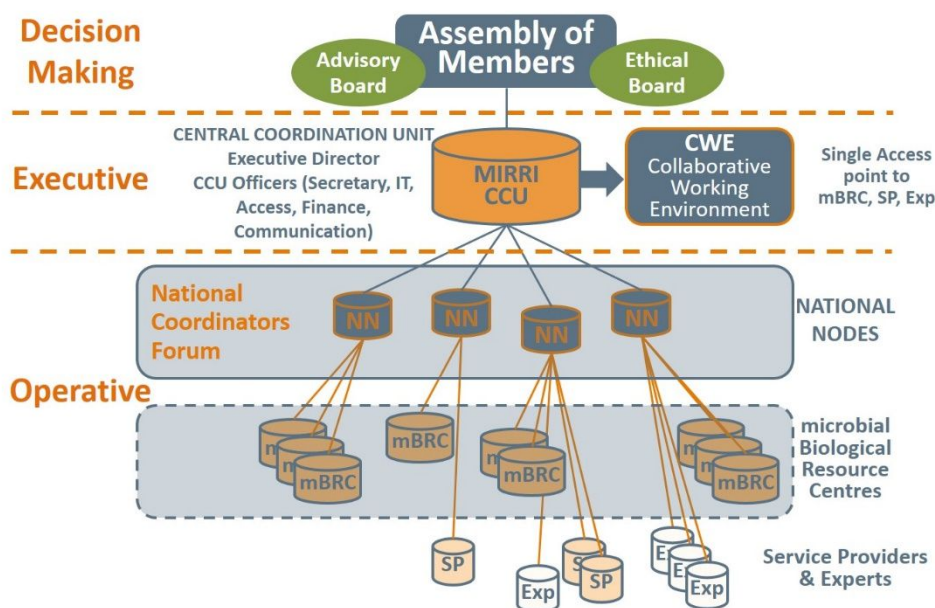 Decision
Making
Assembly of
Members
Advisory
Board
Ethical
Board
Executive
CENTRAL COORDINATION UNIT
Executive Director
CCU Officers (Secretary, IT,
Access, Finance,
Communication)
MIRRI
CCU
CWE
Collaborative
Working
Environment
Single Access
point to
mBRC, SP, Exp
Operative
National
Coordinators
Forum
NN
NN
NN
NN
NATIONAL
NODES
mBRC
mBRC
mBRC
mBRC
microbial
Biological
Resource
Centres
SP
Exp
SP
Exp
Service Providers
& Experts